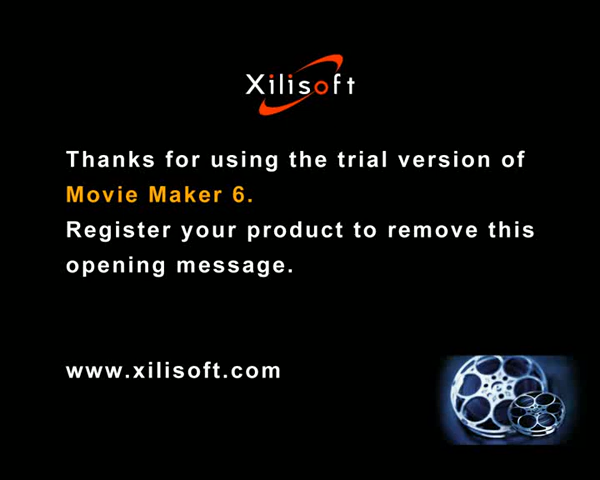 Xilisoft
Thanks for using the trial version of
Movie Maker 6.
Register your product to remove this
opening message.
www.xilisoft.com